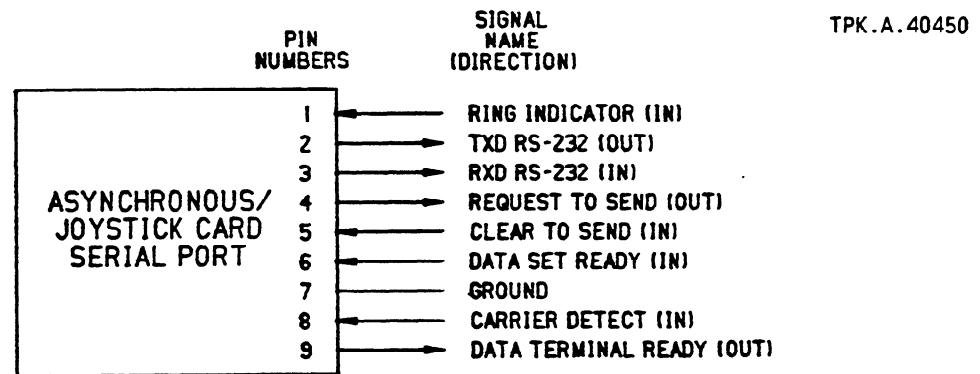 TPK.A.40450
PIN
NUMBERS
SIGNAL
NAME
(DIRECTION)
ASYNCHRONOUS/
JOYSTICK CARD
SERIAL PORT
1 RING INDICATOR (IN)
2 TXD RS-232 (OUT)
3 RXD RS-232 (IN)
4 REQUEST TO SEND (OUT)
5 CLEAR TO SEND (IN)
6 DATA SET READY (IN)
7 GROUND
8 CARRIER DETECT (IN)
9 DATA TERMINAL READY (OUT)